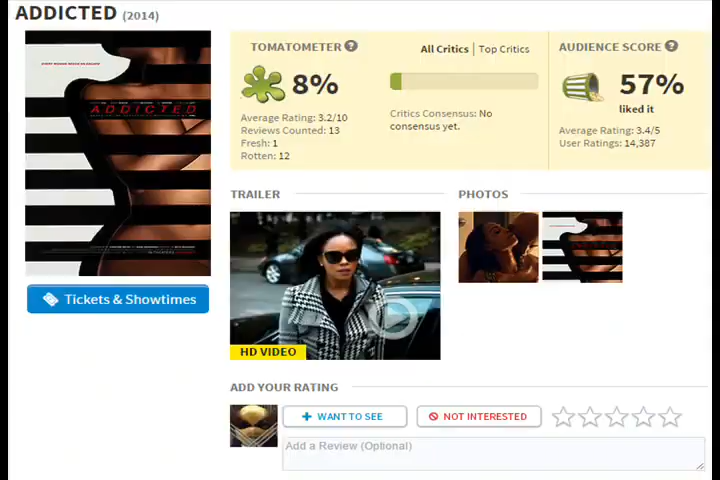 ADDICTED (2014)
TOMATOMETER ?
All Critics | Top Critics
AUDIENCE SCORE ?
8%
57%
liked it
Average Rating: 3.2/10
Reviews Counted: 13
Fresh: 1
Rotten: 12
Critics Consensus: No
consensus yet.
Average Rating: 3.4/5
User Ratings: 14,387
ADDICTED
Tickets & Showtimes
TRAILER
PHOTOS
HD VIDEO
ADD YOUR RATING
+ WANT TO SEE
NOT INTERESTED
Add a Review (Optional)